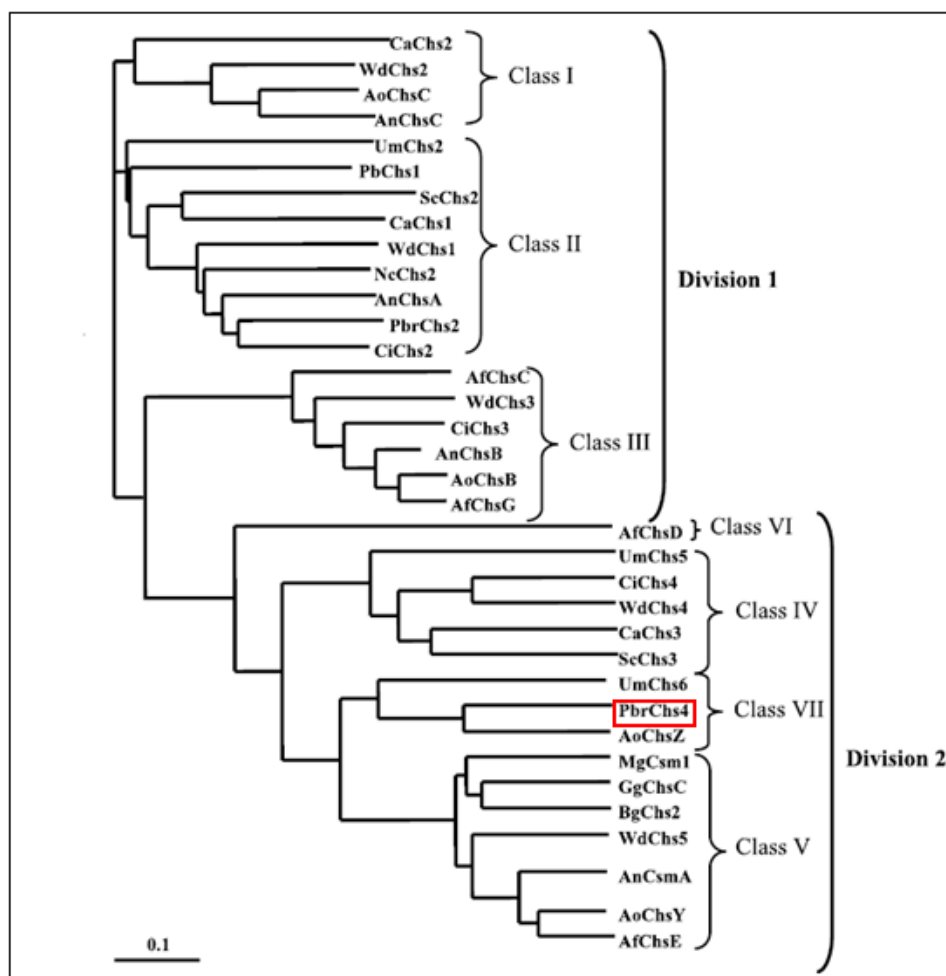 CaChs2
WdChs2
AoChsC
AnChsC
Class I
UmChs2
PbChs1
ScChs2
CaChs1
WdChs1
NcChs2
AnChsA
PbrChs2
CiChs2
Class II
Division 1
AfChsC
WdChs3
CiChs3
AnChsB
AoChsB
AfChsG
Class III
AfChsD
Class VI
UmChs5
CiChs4
WdChs4
CaChs3
ScChs3
Class IV
UmChs6
PbrChs4
AoChsZ
Class VII
Division 2
MgCsm1
GgChsC
BgChs2
WdChs5
AnCsmA
AoChsY
AfChsE
Class V
0.1